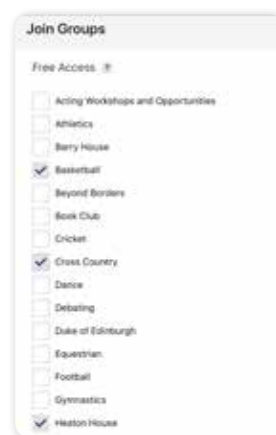 Join Groups
Free Access ?
Acting Workshops and Opportunities
Athletics
Barry House
Basketball
Beyond Borders
Book Club
Cricket
Cross Country
Dance
Debating
Duke of Edinburgh
Equestrian
Football
Gymnastics
Heaton House